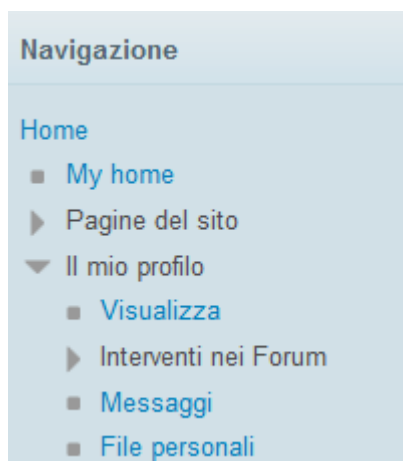 Navigazione
Home
My home
Pagine del sito
Il mio profilo
Visualizza
Interventi nei Forum
Messaggi
File personali